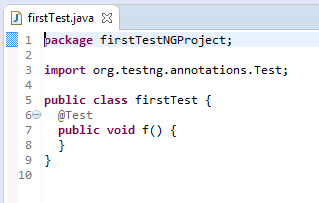 firstTest.java
1 package firstTestNGProject;
2
3 import org.testng.annotations.Test;
4
5 public class firstTest {
6 @Test
7 public void f() {
8 }
9 }
10